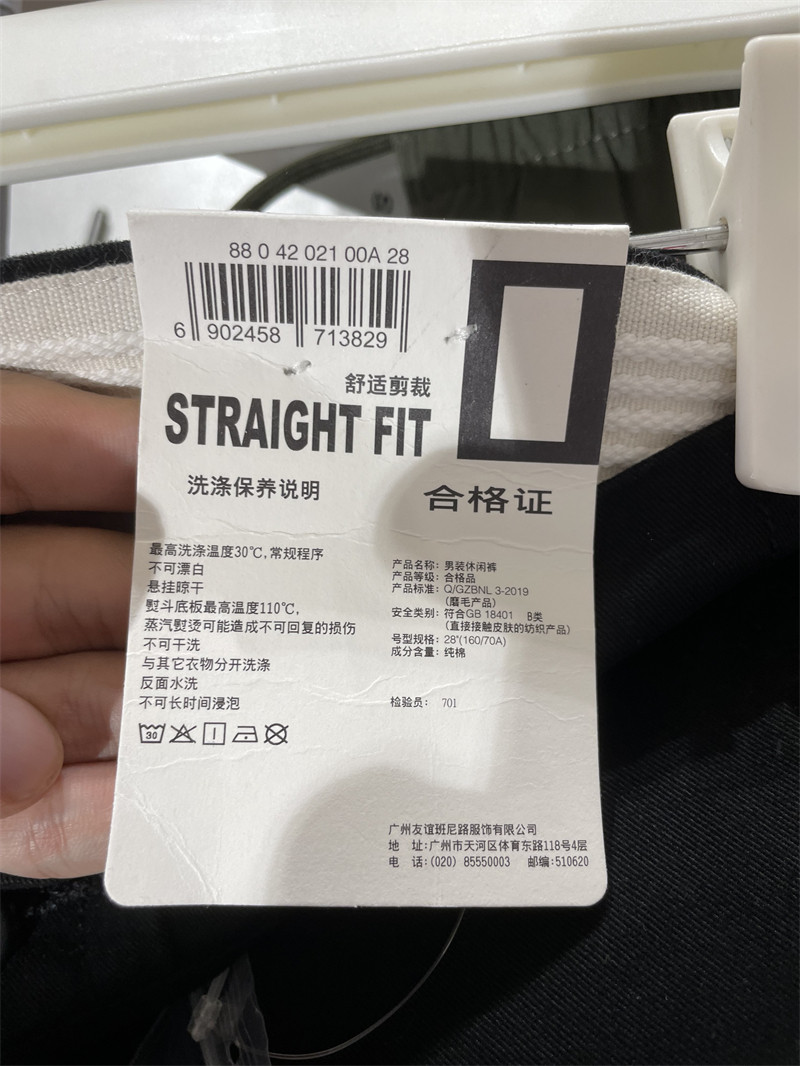 88 0 42 021 00A 28
6 902458 713829
舒适剪裁
STRAIGHT FIT
洗涤保养说明
最高洗涤温度30℃,常规程序
不可漂白
悬挂晾干
熨斗底板最高温度110℃,
蒸汽熨烫可能造成不可回复的损伤
不可干洗
与其它衣物分开洗涤
反面水洗
不可长时间浸泡
30
合格证
产品名称: 男装休闲裤
产品等级: 合格品
产品标准: Q/GZBNL 3-2019
(磨毛产品)
安全类别: 符合GB 18401 B类
(直接接触皮肤的纺织产品)
号型规格: 28"(160/70A)
成分含量: 纯棉
检验员: 701
广州友谊班尼路服饰有限公司
地 址:广州市天河区体育东路118号4层
电 话:(020) 85550003 邮编:510620